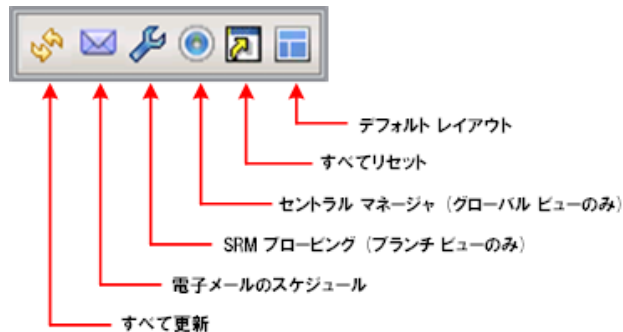 デフォルト レイアウト
すべてリセット
セントラル マネージャ（グローバル ビューのみ）
SRM プロービング（ブランチ ビューのみ）
電子メールのスケジュール
すべて更新